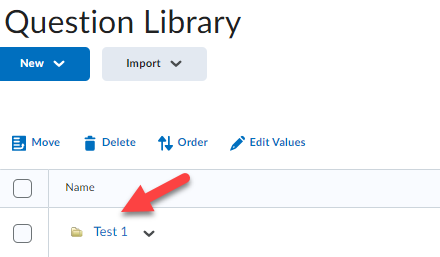 Question Library
New Import
Move Delete Order Edit Values
Name
Test 1